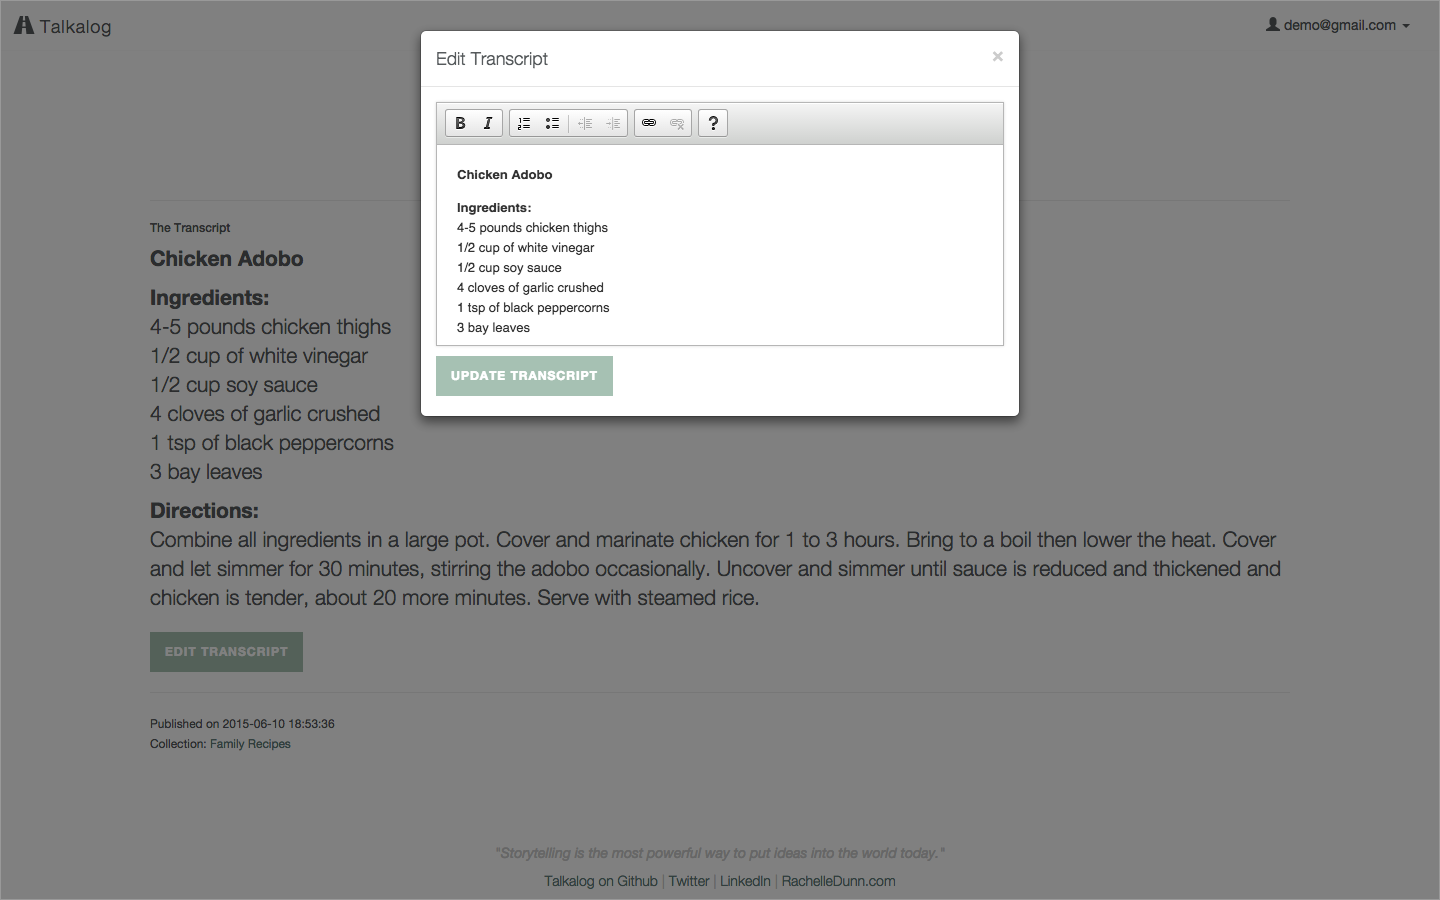 Talkalog
demo@gmail.com
Edit Transcript
×
B I ?
Chicken Adobo
Ingredients:
4-5 pounds chicken thighs
1/2 cup of white vinegar
1/2 cup soy sauce
4 cloves of garlic crushed
1 tsp of black peppercorns
3 bay leaves
UPDATE TRANSCRIPT
The Transcript
Chicken Adobo
Ingredients:
4-5 pounds chicken thighs
1/2 cup of white vinegar
1/2 cup soy sauce
4 cloves of garlic crushed
1 tsp of black peppercorns
3 bay leaves
Directions:
Combine all ingredients in a large pot. Cover and marinate chicken for 1 to 3 hours. Bring to a boil then lower the heat. Cover
and let simmer for 30 minutes, stirring the adobo occasionally. Uncover and simmer until sauce is reduced and thickened and
chicken is tender, about 20 more minutes. Serve with steamed rice.
EDIT TRANSCRIPT
Published on 2015-06-10 18:53:36
Collection: Family Recipes
"Storytelling is the most powerful way to put ideas into the world today."
Talkalog on Github | Twitter | LinkedIn | RachelleDunn.com